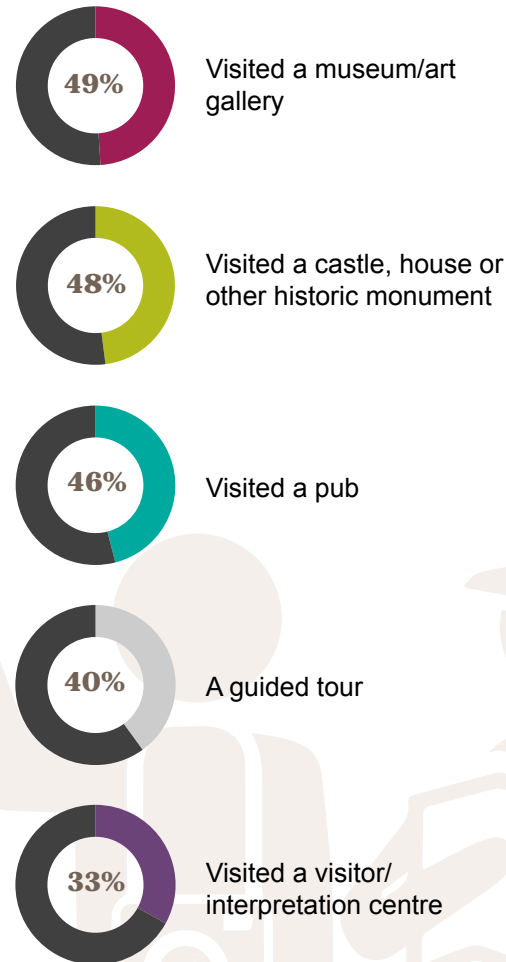 49%
Visited a museum/art
gallery
48%
Visited a castle, house or
other historic monument
46%
Visited a pub
40%
A guided tour
33%
Visited a visitor/
interpretation centre